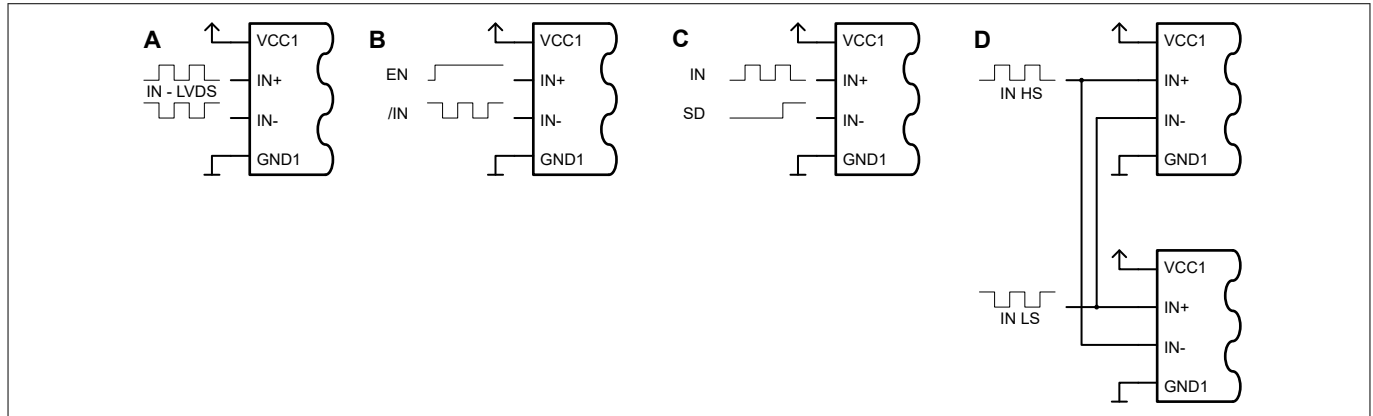 A
VCC1
IN+
IN - LVDS
IN-
GND1
B
VCC1
EN
IN+
/IN
IN-
GND1
C
VCC1
IN
IN+
SD
IN-
GND1
D
VCC1
IN+
IN HS
IN-
GND1
VCC1
IN+
IN LS
IN-
GND1